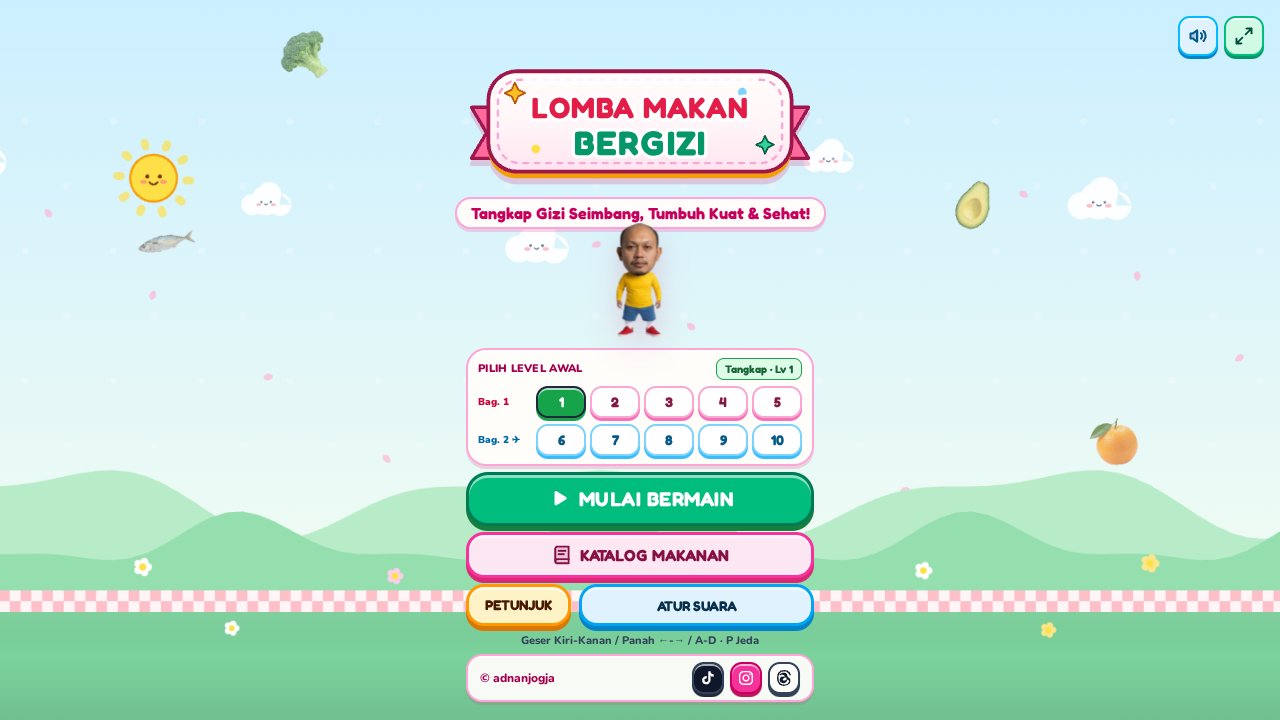 LOMBA MAKAN
BERGIZI
Tangkap Gizi Seimbang, Tumbuh Kuat & Sehat!
PILIH LEVEL AWAL
Tangkap · Lv 1
Bag. 1
1
2
3
4
5
Bag. 2 ✈
6
7
8
9
10
MULAI BERMAIN
KATALOG MAKANAN
PETUNJUK
ATUR SUARA
Geser Kiri-Kanan / Panah ←-→ / A-D · P Jeda
© adnanjogja